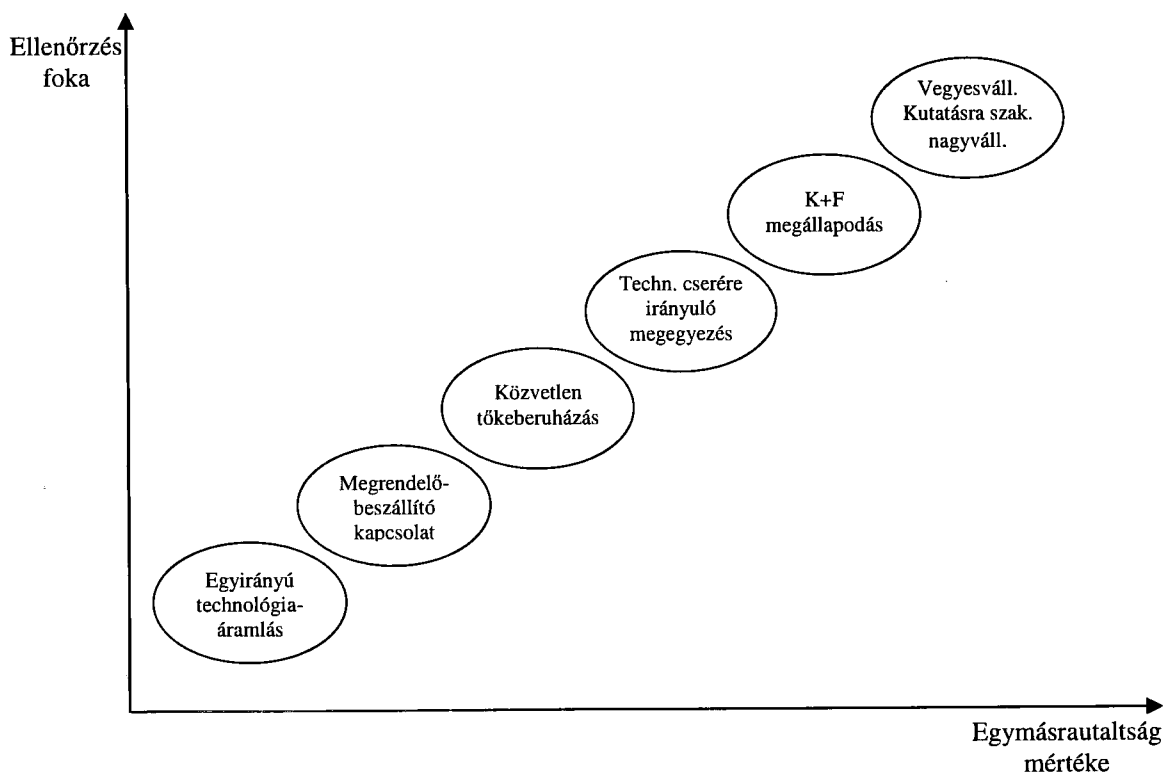 Ellenőrzés
foka
Vegyesváll.
Kutatásra szak.
nagyváll.
K+F
megállapodás
Techn. cserére
irányuló
megegyezés
Közvetlen
tőkeberuházás
Megrendelő-
beszállító
kapcsolat
Egyirányú
technológia-
áramlás
Egymásrautaltság
mértéke